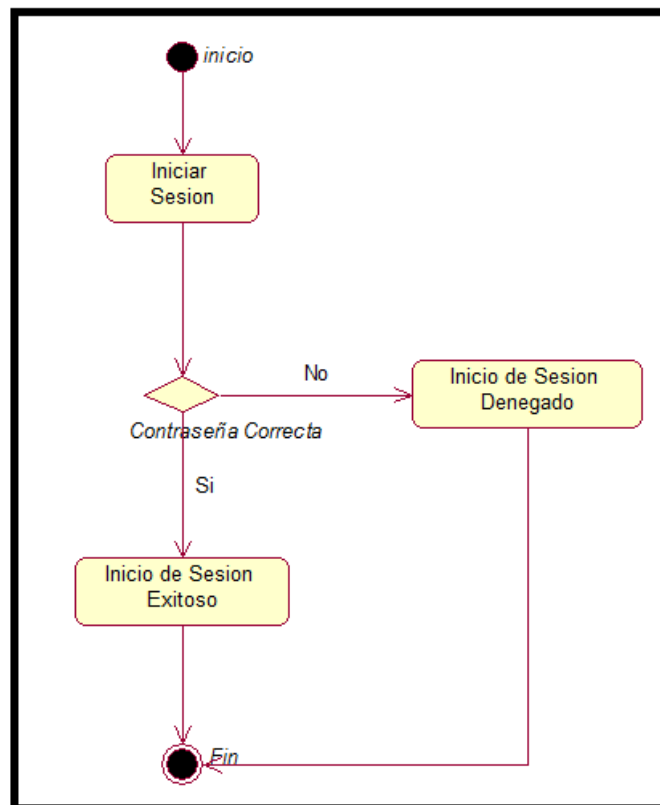 inicio
Iniciar
Sesion
No
Inicio de Sesion
Denegado
Contraseña Correcta
Si
Inicio de Sesion
Exitoso
Fin